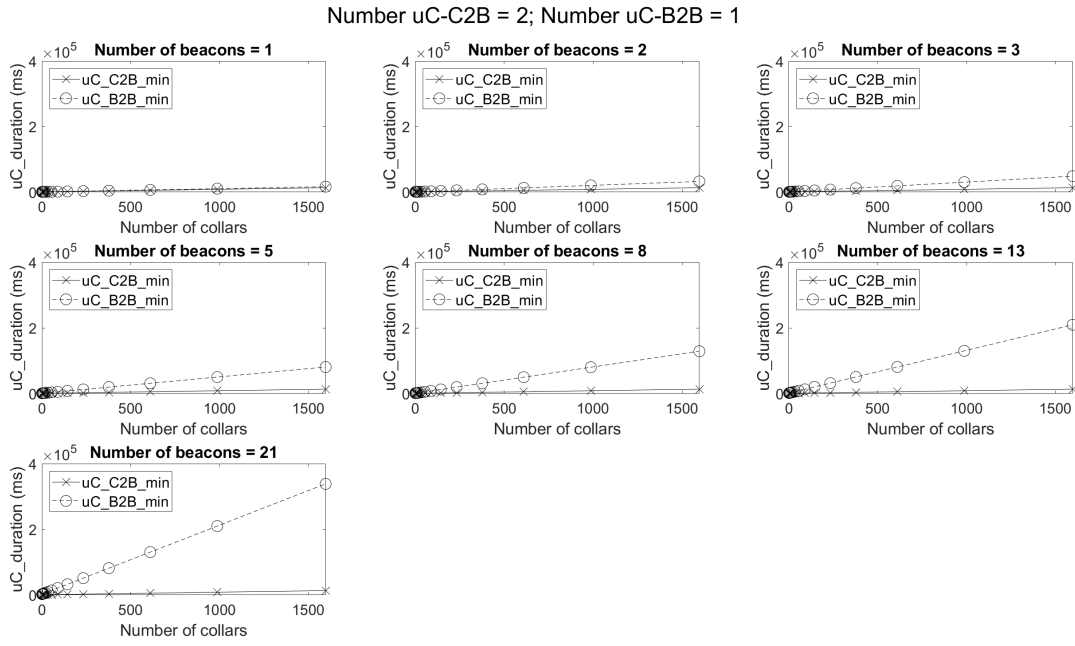 Number uC-C2B = 2; Number uC-B2B = 1
Number of beacons = 1
×10^5
4
2
0
uC_duration (ms)
uC_C2B_min
uC_B2B_min
0 500 1000 1500
Number of collars
Number of beacons = 2
×10^5
4
2
0
uC_duration (ms)
uC_C2B_min
uC_B2B_min
0 500 1000 1500
Number of collars
Number of beacons = 3
×10^5
4
2
0
uC_duration (ms)
uC_C2B_min
uC_B2B_min
0 500 1000 1500
Number of collars
Number of beacons = 5
×10^5
4
2
0
uC_duration (ms)
uC_C2B_min
uC_B2B_min
0 500 1000 1500
Number of collars
Number of beacons = 8
×10^5
4
2
0
uC_duration (ms)
uC_C2B_min
uC_B2B_min
0 500 1000 1500
Number of collars
Number of beacons = 13
×10^5
4
2
0
uC_duration (ms)
uC_C2B_min
uC_B2B_min
0 500 1000 1500
Number of collars
Number of beacons = 21
×10^5
4
2
0
uC_duration (ms)
uC_C2B_min
uC_B2B_min
0 500 1000 1500
Number of collars